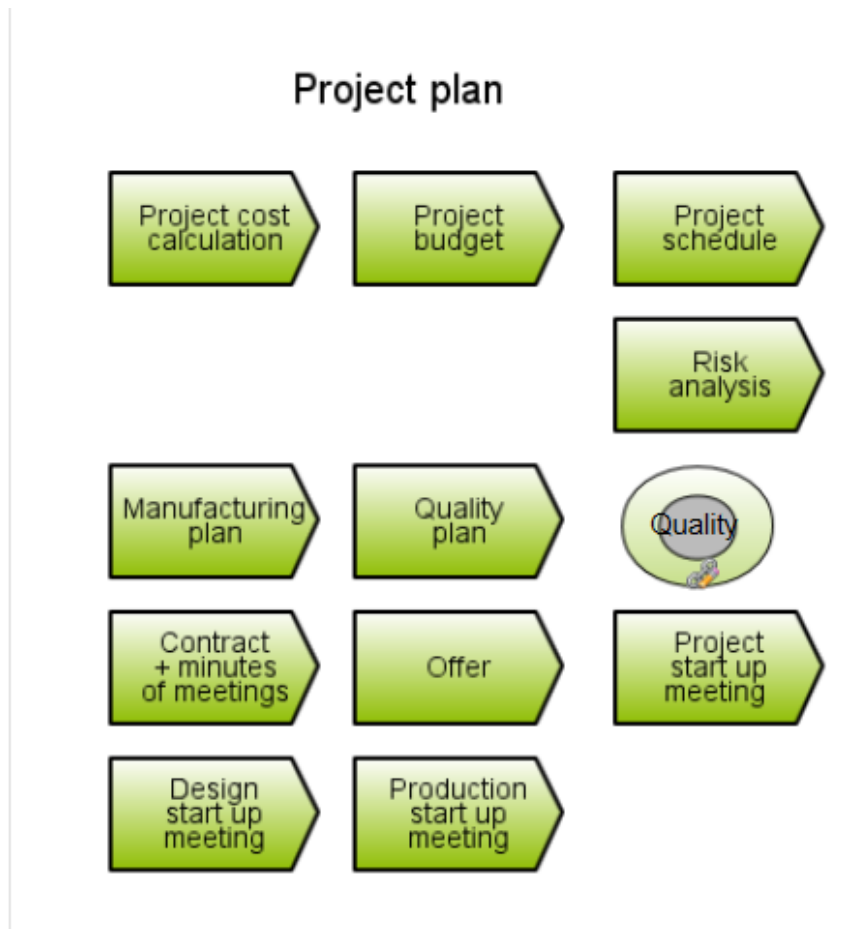 Project plan
Project cost
calculation
Project
budget
Project
schedule
Risk
analysis
Manufacturing
plan
Quality
plan
Quality
Contract
+ minutes
of meetings
Offer
Project
start up
meeting
Design
start up
meeting
Production
start up
meeting